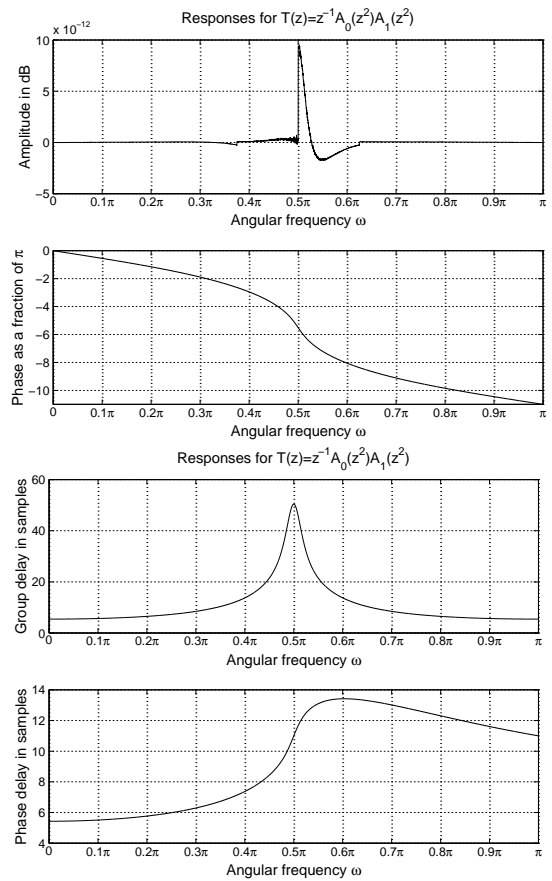 Responses for T(z)=z⁻¹A₀(z²)A₁(z²)
x 10⁻¹²
10
5
0
−5
Amplitude in dB
0 0.1π 0.2π 0.3π 0.4π 0.5π 0.6π 0.7π 0.8π 0.9π π
Angular frequency ω
0
−2
−4
−6
−8
−10
Phase as a fraction of π
0 0.1π 0.2π 0.3π 0.4π 0.5π 0.6π 0.7π 0.8π 0.9π π
Angular frequency ω
Responses for T(z)=z⁻¹A₀(z²)A₁(z²)
60
40
20
0
Group delay in samples
0 0.1π 0.2π 0.3π 0.4π 0.5π 0.6π 0.7π 0.8π 0.9π π
Angular frequency ω
14
12
10
8
6
4
Phase delay in samples
0 0.1π 0.2π 0.3π 0.4π 0.5π 0.6π 0.7π 0.8π 0.9π π
Angular frequency ω